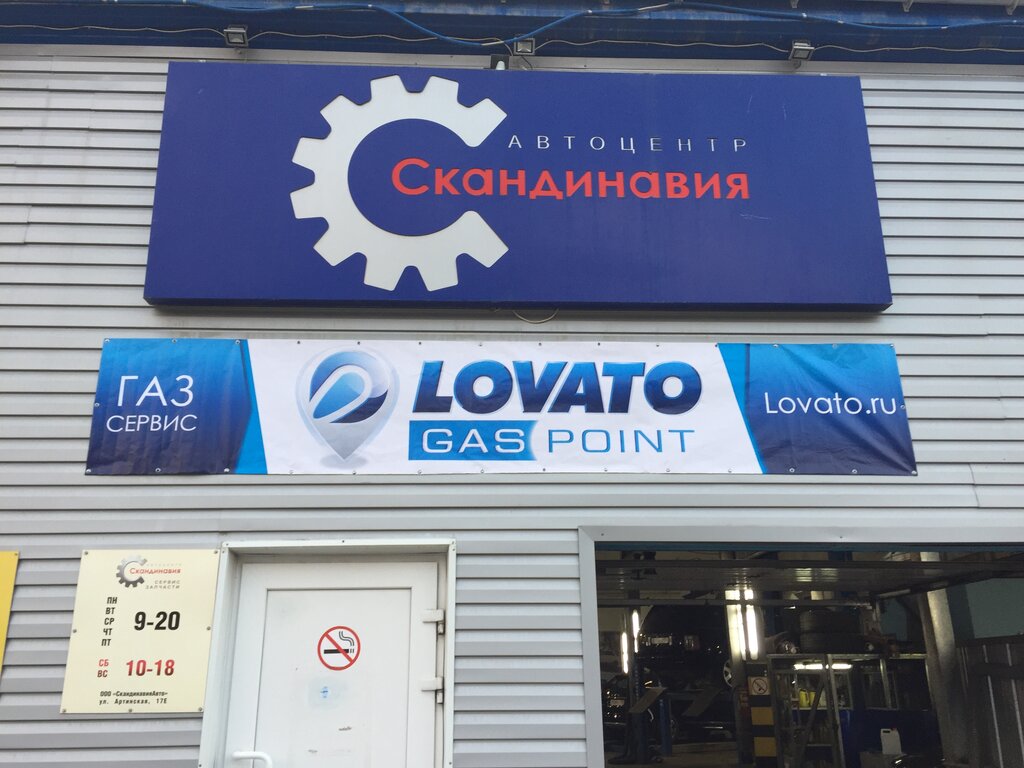 АВТОЦЕНТР
Скандинавия
ГАЗ
СЕРВИС
LOVATO
GAS POINT
Lovato.ru
АВТОЦЕНТР
Скандинавия
СЕРВИС
ЗАПЧАСТИ
ПН
ВТ
СР
ЧТ
ПТ
9-20
СБ
ВС
10-18
ООО «СкандинавияАвто»
ул. Артинская, 17Е